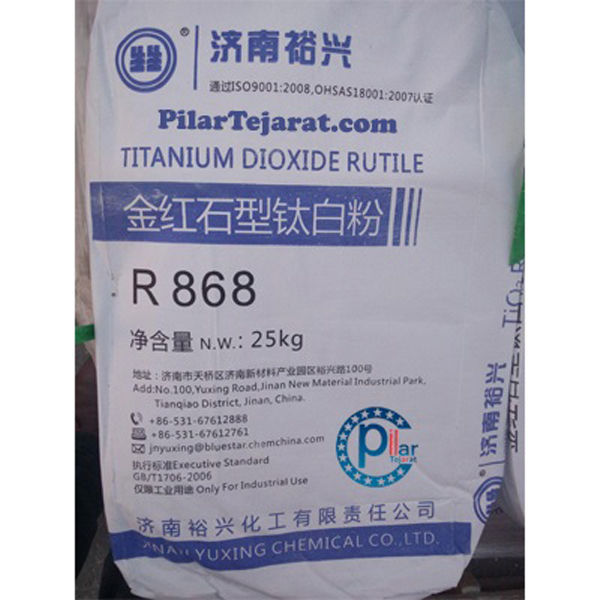 ® 济南裕兴
通过ISO9001:2008,OHSAS18001:2007认证
PilarTejarat.com
TITANIUM DIOXIDE RUTILE
金红石型钛白粉
R 868
净含量 N.W.: 25kg
地址: 济南市天桥区济南新材料产业园区裕兴路100号
Add:No.100,Yuxing Road,Jinan New Material Industrial Park,
Tianqiao District, Jinan, China.
+86-531-67612888
+86-531-67612761
jnyuxing@bluestar.chemchina.com
执行标准Executive Standard
GB/T1706-2006
仅限工业用途 Only For Industrial Use
Pilar
Tejarat
济南裕兴化工有限责任公司
JINAN YUXING CHEMICAL CO.,LTD.
济南裕兴